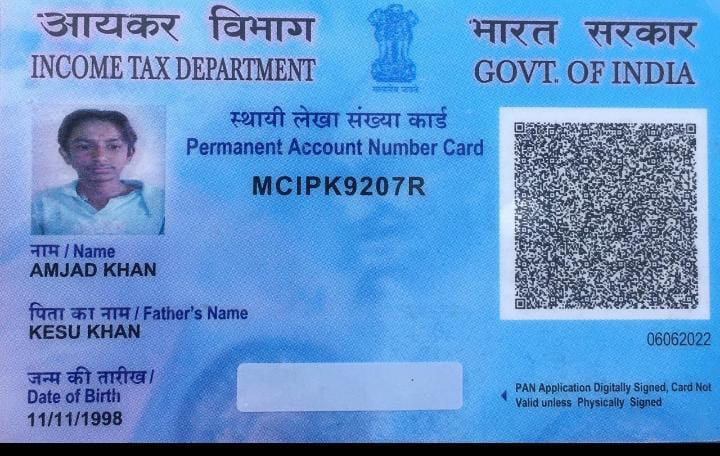 आयकर विभाग
INCOME TAX DEPARTMENT
भारत सरकार
GOVT. OF INDIA
सत्यमेव जयते
स्थायी लेखा संख्या कार्ड
Permanent Account Number Card
MCIPK9207R
नाम / Name
AMJAD KHAN
पिता का नाम / Father's Name
KESU KHAN
जन्म की तारीख /
Date of Birth
11/11/1998
06062022
PAN Application Digitally Signed, Card Not
Valid unless Physically Signed